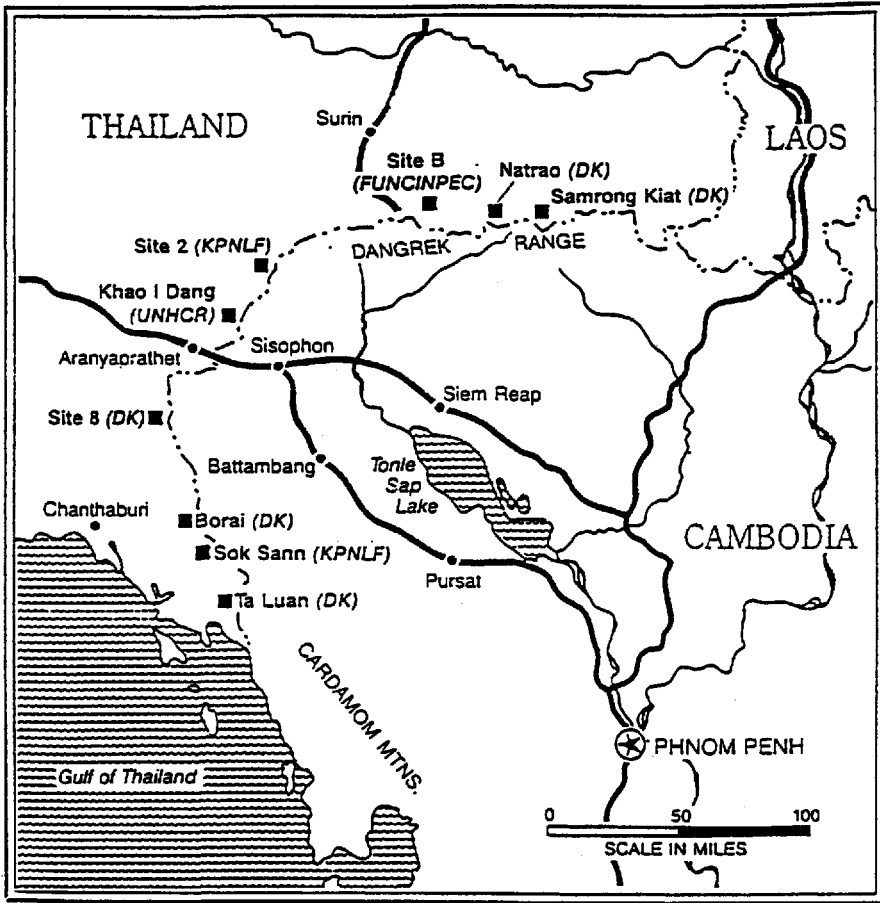 THAILAND
LAOS
Surin
Site B
(FUNCINPEC)
Natrao (DK)
Samrong Kiat (DK)
Site 2 (KPNLF)
DANGREK
RANGE
Khao I Dang
(UNHCR)
Aranyaprathet
Sisophon
Siem Reap
Site 8 (DK)
Battambang
Tonle
Sap
Lake
Chanthaburi
Borai (DK)
CAMBODIA
Sok Sann (KPNLF)
Pursat
Ta Luan (DK)
CARDAMOM MTNS.
PHNOM PENH
Gulf of Thailand
0 50 100
SCALE IN MILES